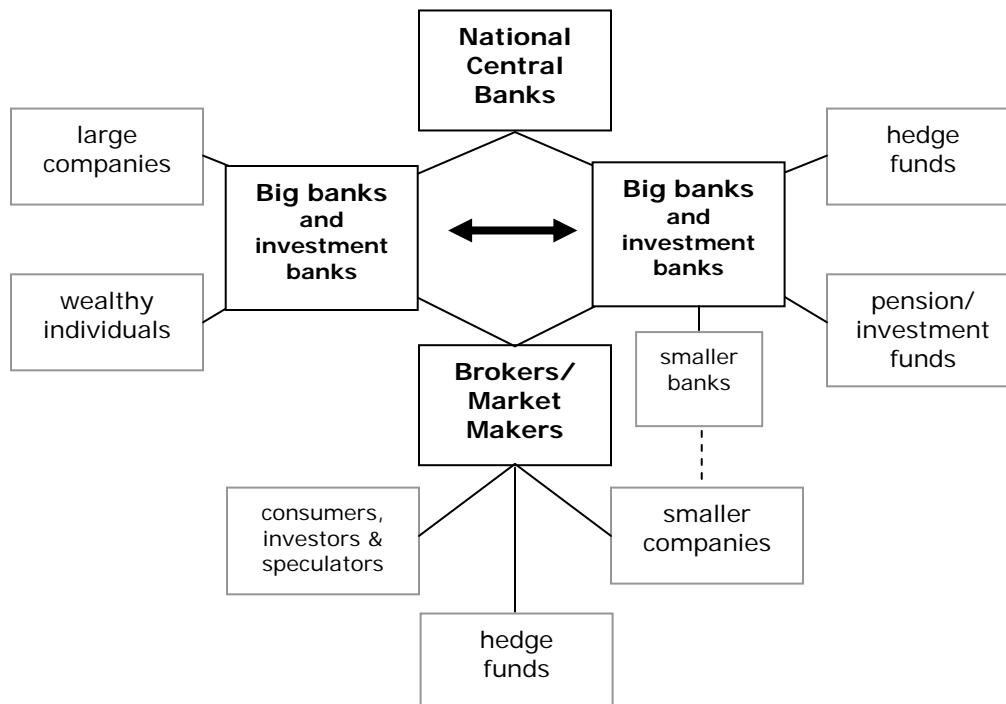 National
Central
Banks
large
companies
hedge
funds
Big banks
and
investment
banks
Big banks
and
investment
banks
wealthy
individuals
pension/
investment
funds
smaller
banks
Brokers/
Market
Makers
consumers,
investors &
speculators
smaller
companies
hedge
funds